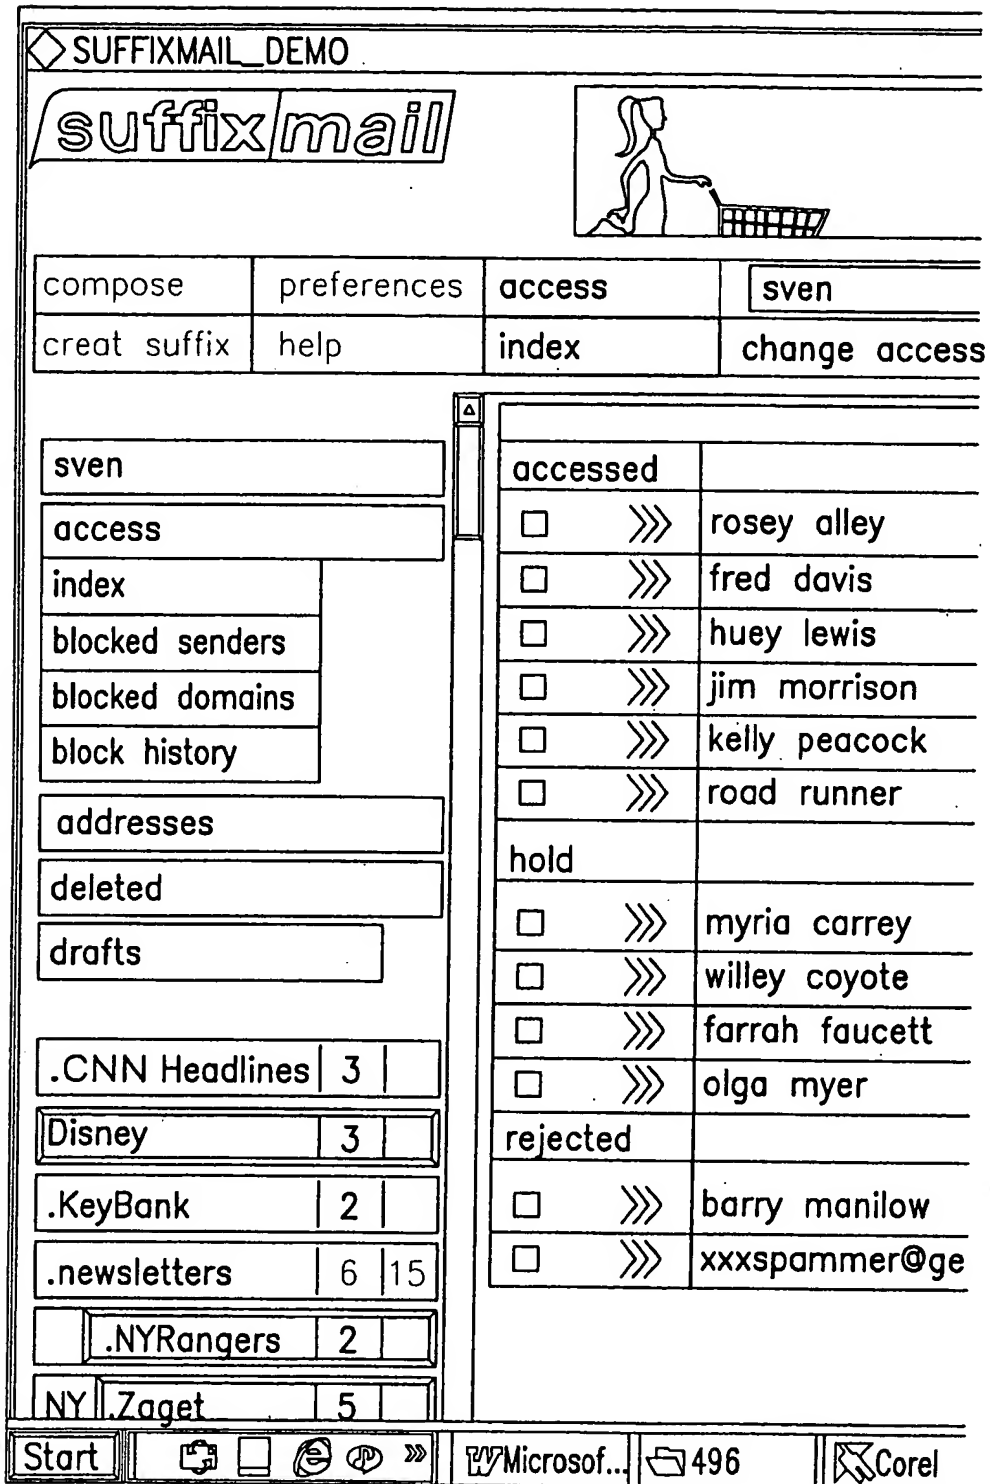 SUFFIXMAIL_DEMO
suffix mail
compose preferences access sven
creat suffix help index change access
sven
access
index
blocked senders
blocked domains
block history
addresses
deleted
drafts
.CNN Headlines 3
Disney 3
.KeyBank 2
.newsletters 6 15
.NYRangers 2
NY .Zaget 5
accessed
>>> rosey alley
>>> fred davis
>>> huey lewis
>>> jim morrison
>>> kelly peacock
>>> road runner
hold
>>> myria carrey
>>> willey coyote
>>> farrah faucett
>>> olga myer
rejected
>>> barry manilow
>>> xxxspammer@ge
Start » W Microsof... 496 Corel